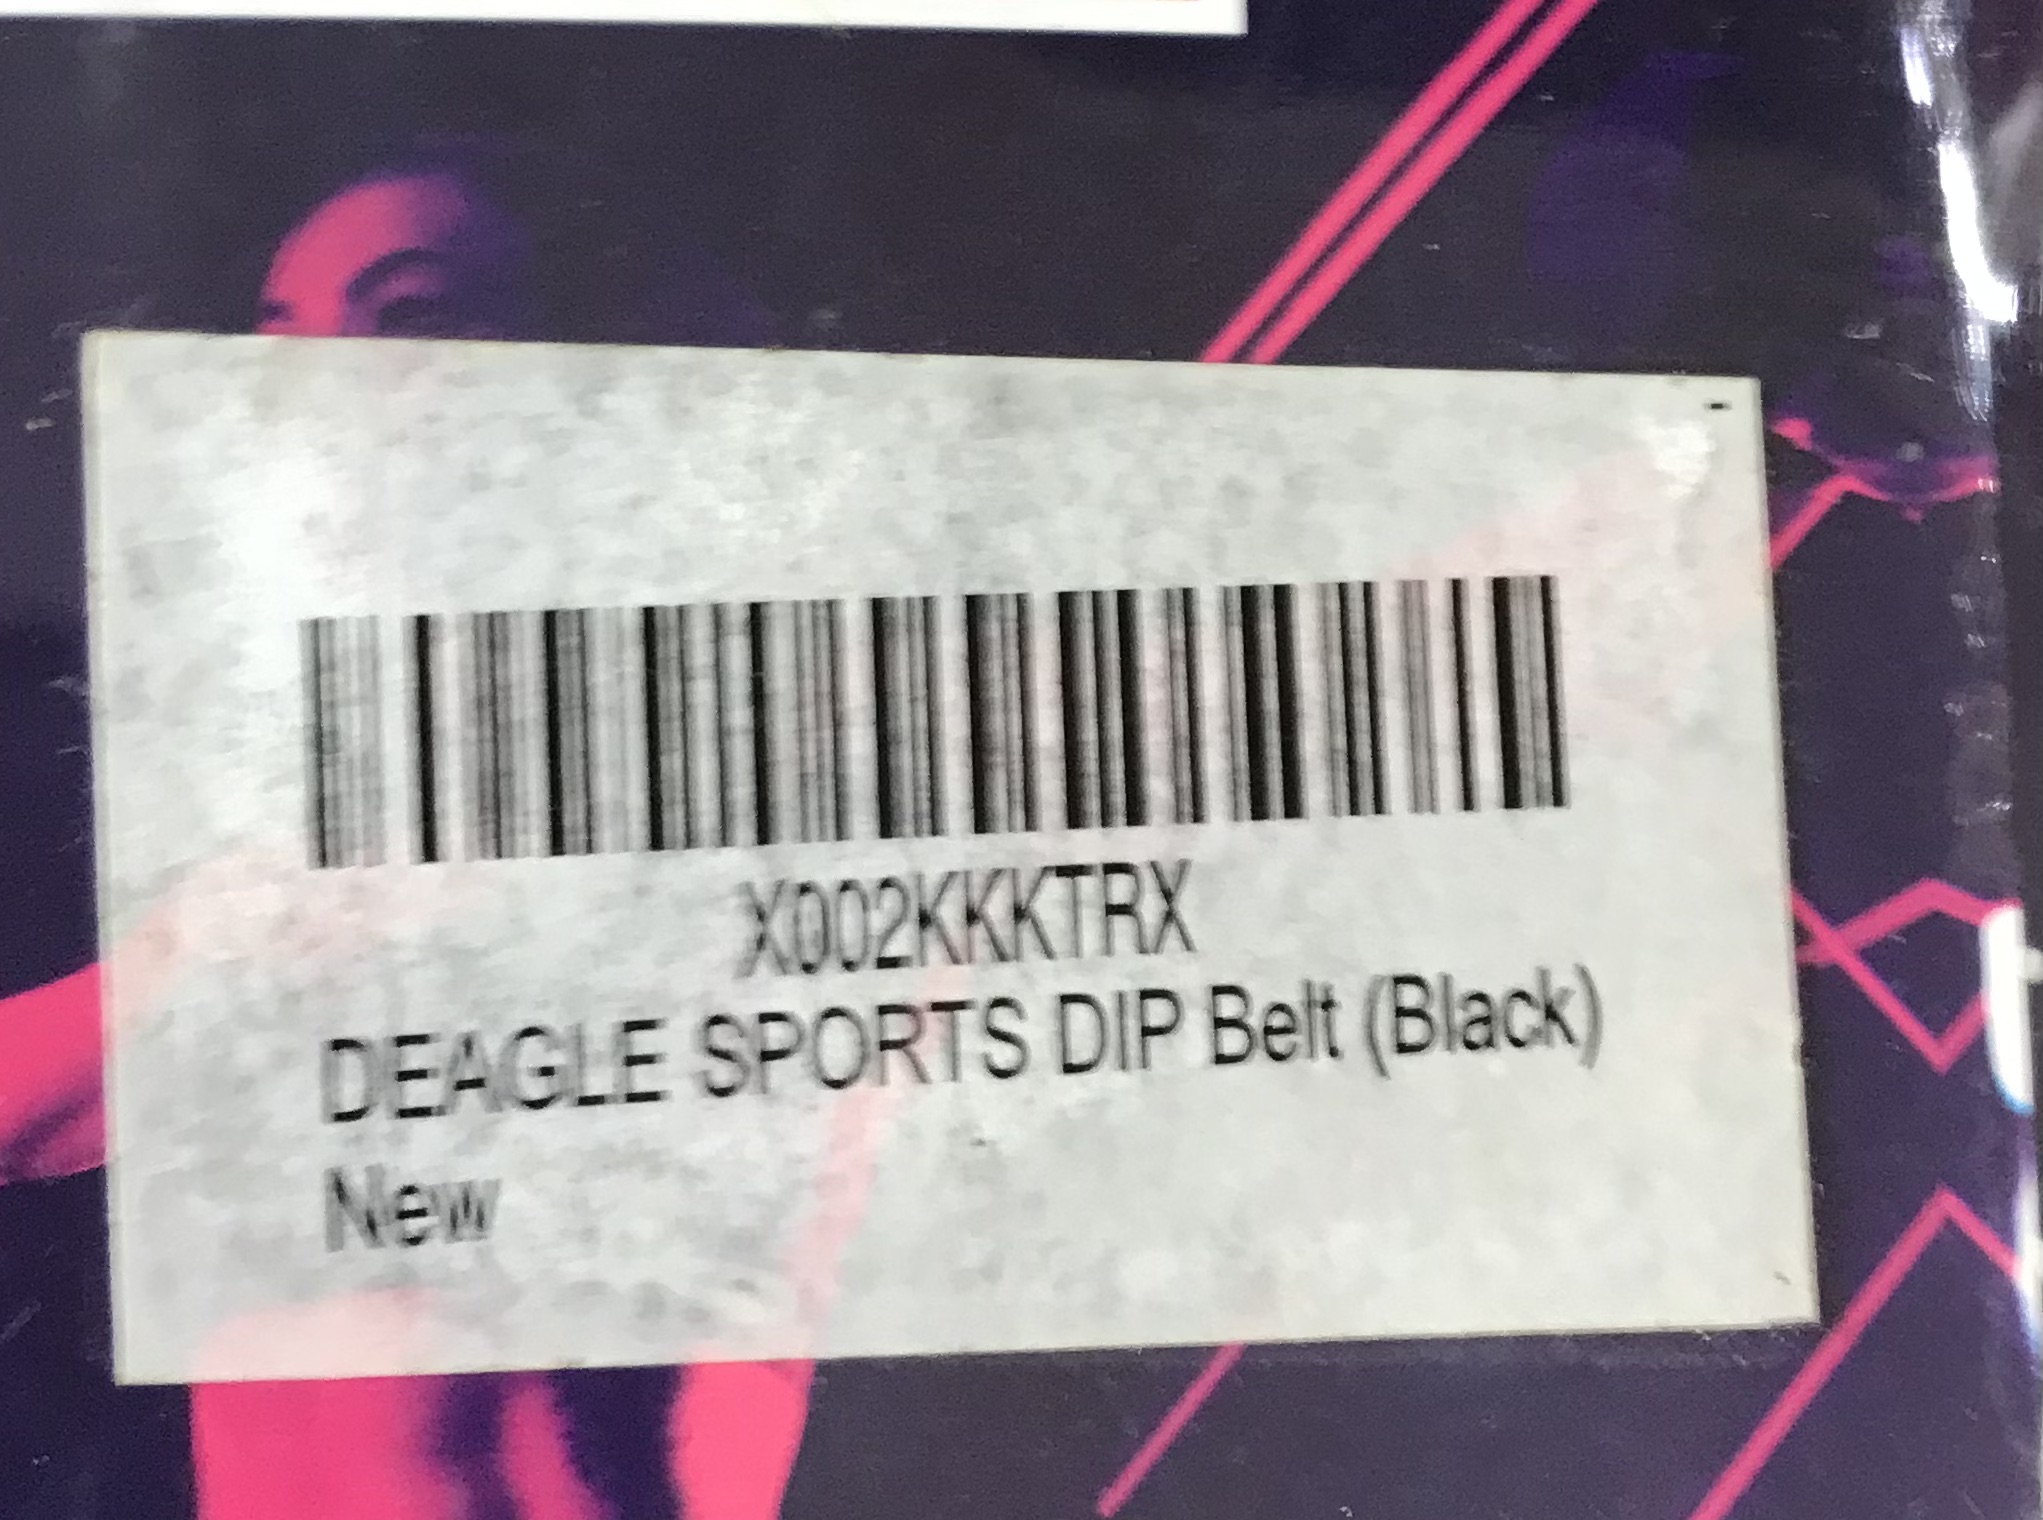 X002KKKTRX
DEAGLE SPORTS DIP Belt (Black)
New